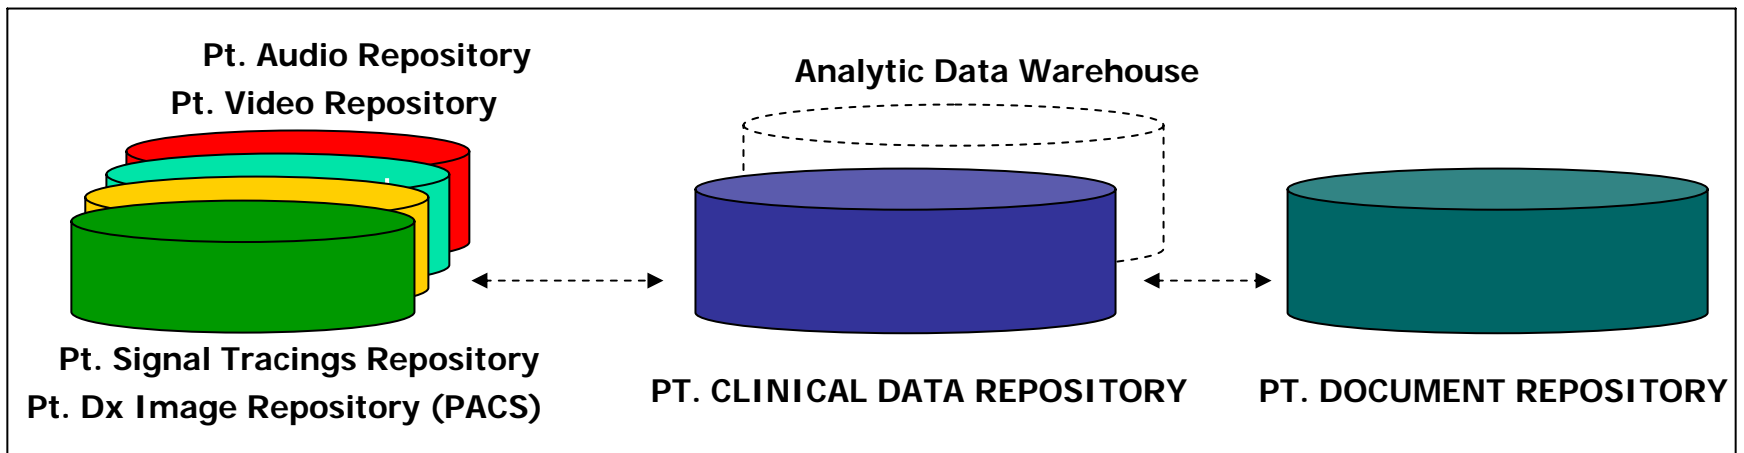 Pt. Audio Repository
Pt. Video Repository
Pt. Signal Tracings Repository
Pt. Dx Image Repository (PACS)
Analytic Data Warehouse
PT. CLINICAL DATA REPOSITORY
PT. DOCUMENT REPOSITORY